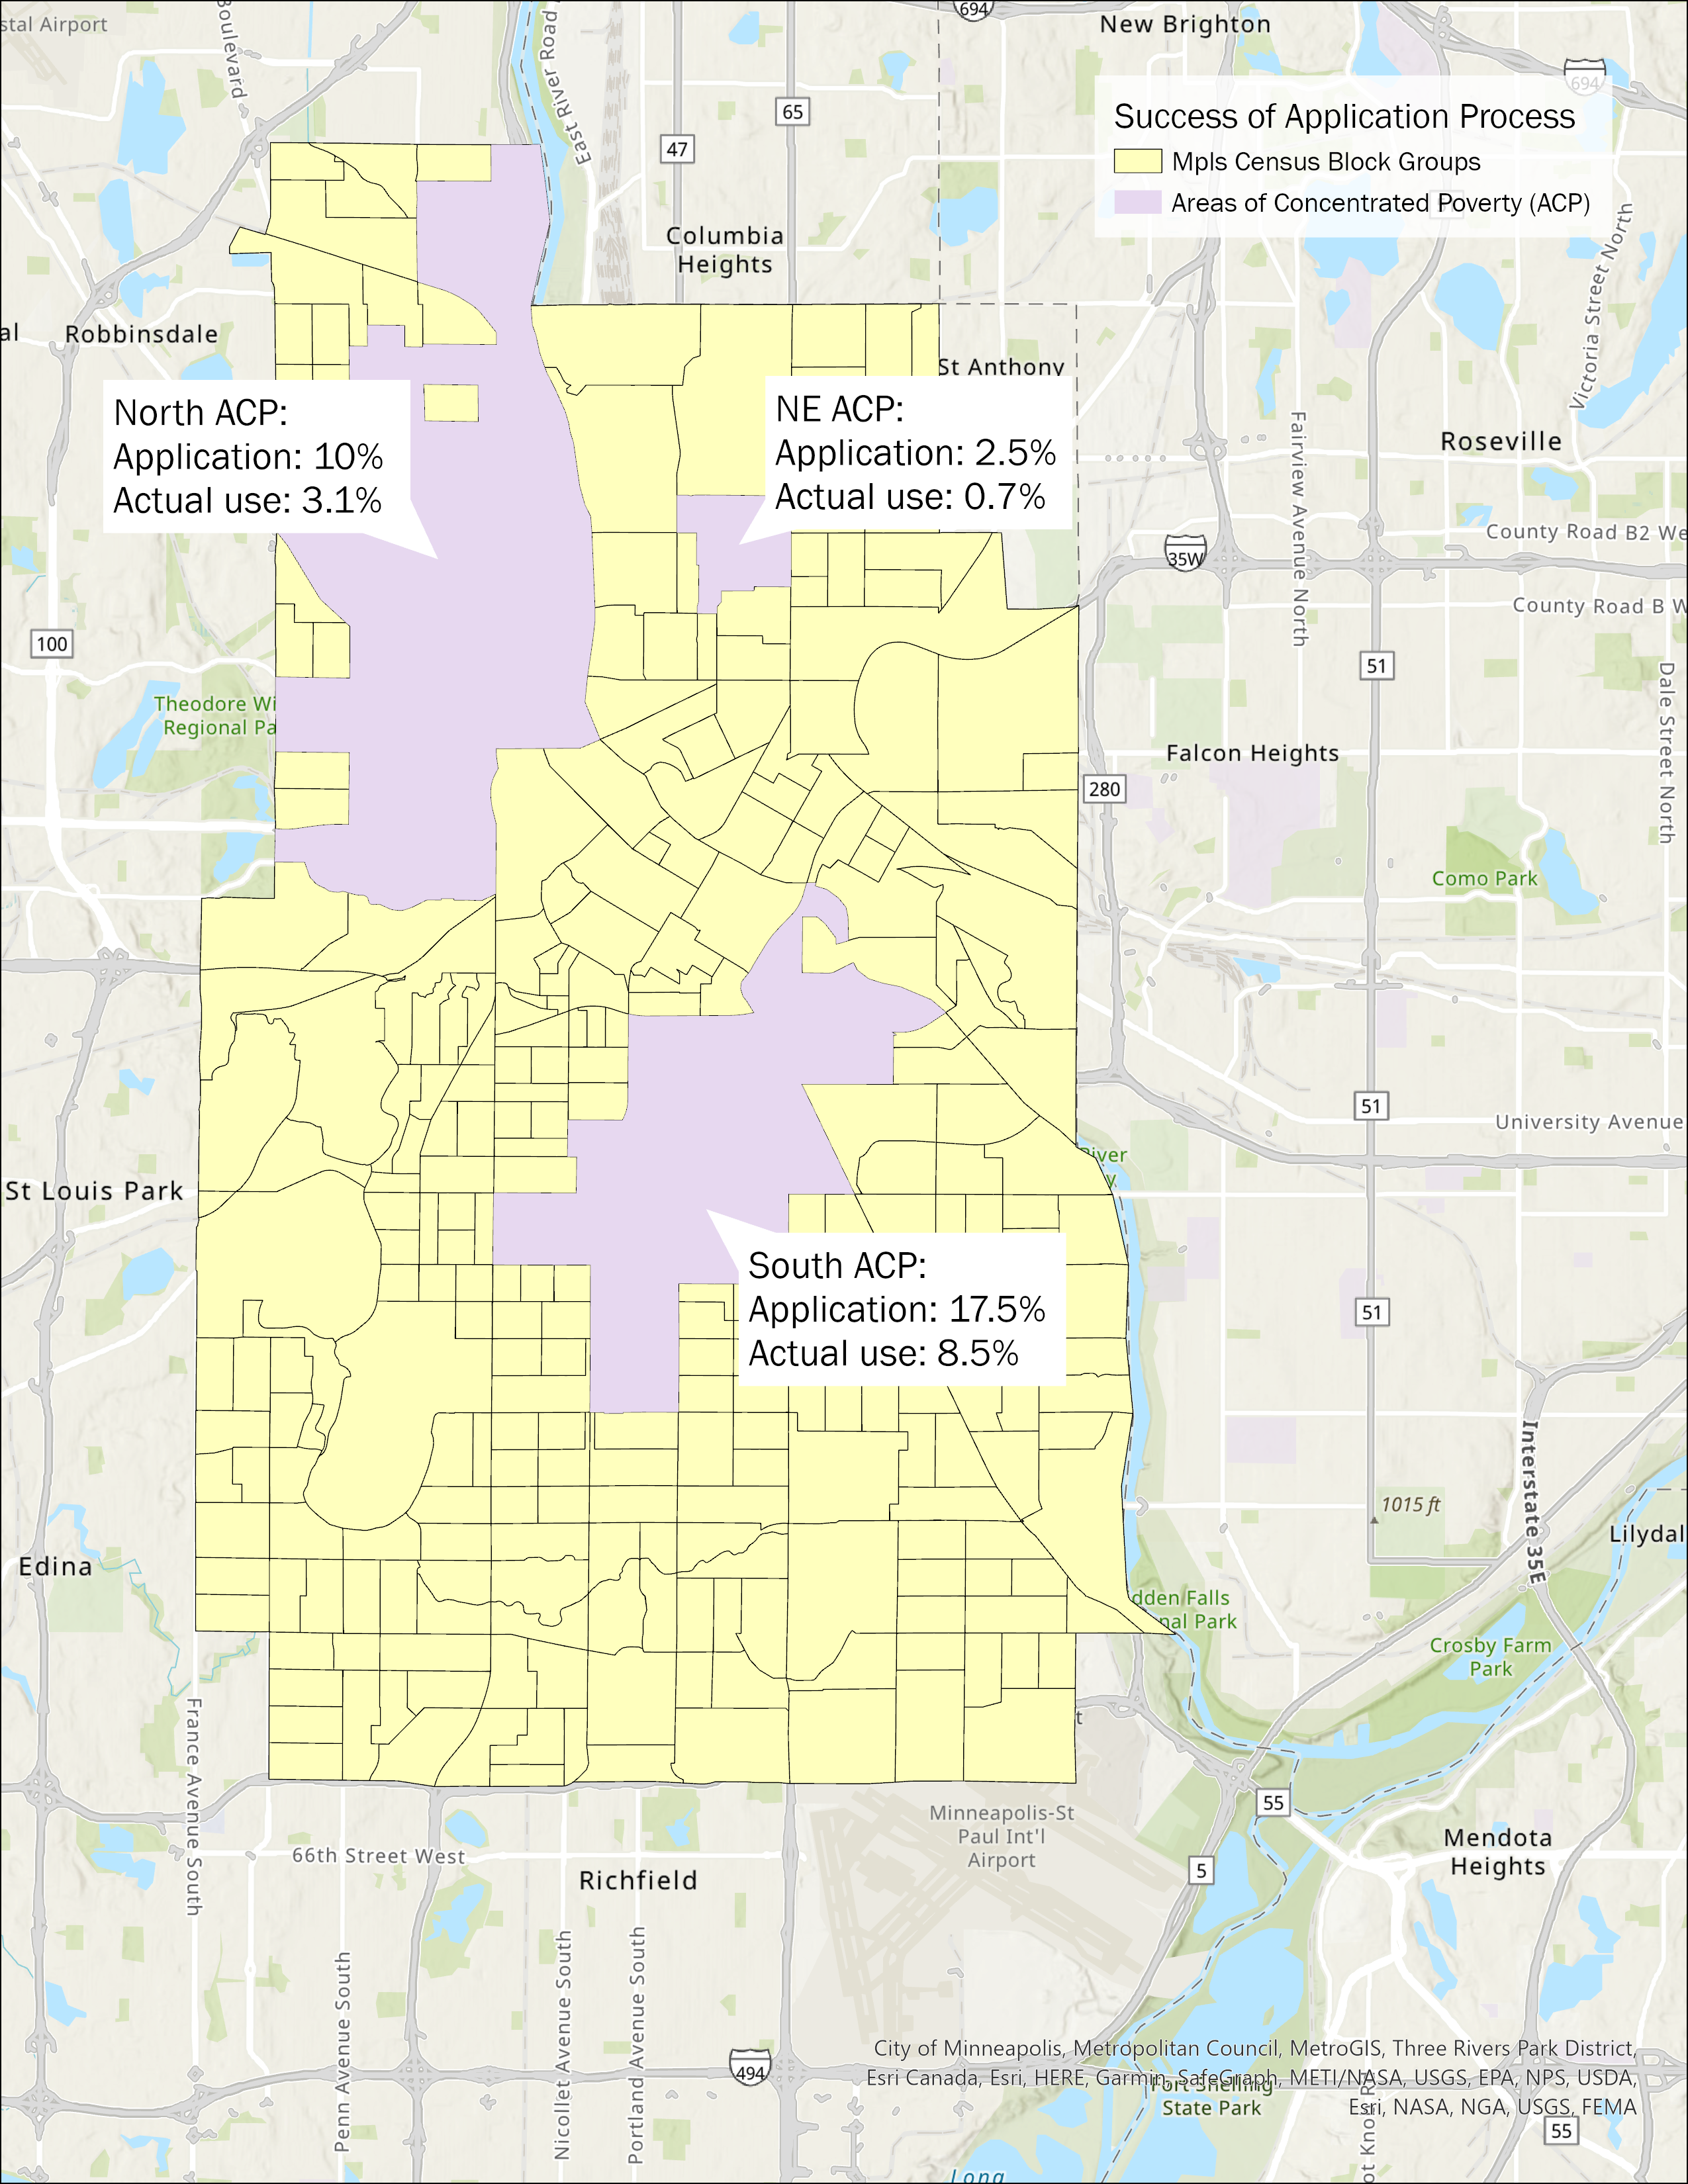 stal Airport
Boulevard
East River Road
694
New Brighton
694
65
47
Success of Application Process
Mpls Census Block Groups
Areas of Concentrated Poverty (ACP)
Columbia
Heights
Victoria Street North
al
Robbinsdale
St Anthony
North ACP:
Application: 10%
Actual use: 3.1%
NE ACP:
Application: 2.5%
Actual use: 0.7%
Fairview Avenue North
Roseville
County Road B2 We
35W
County Road B W
100
51
Dale Street North
Theodore Wi
Regional Pa
Falcon Heights
280
Como Park
51
University Avenue
River
y
St Louis Park
South ACP:
Application: 17.5%
Actual use: 8.5%
51
Interstate 35E
1015 ft
Lilydal
Edina
dden Falls
nal Park
Crosby Farm
Park
France Avenue South
t
55
Minneapolis-St
Paul Int'l
Airport
Mendota
Heights
66th Street West
Richfield
5
Penn Avenue South
Nicollet Avenue South
Portland Avenue South
494
City of Minneapolis, Metropolitan Council, MetroGIS, Three Rivers Park District,
Esri Canada, Esri, HERE, Garmin, SafeGraph, METI/NASA, USGS, EPA, NPS, USDA,
Esri, NASA, NGA, USGS, FEMA
Fort Snelling
State Park
ot Kno
55
Long